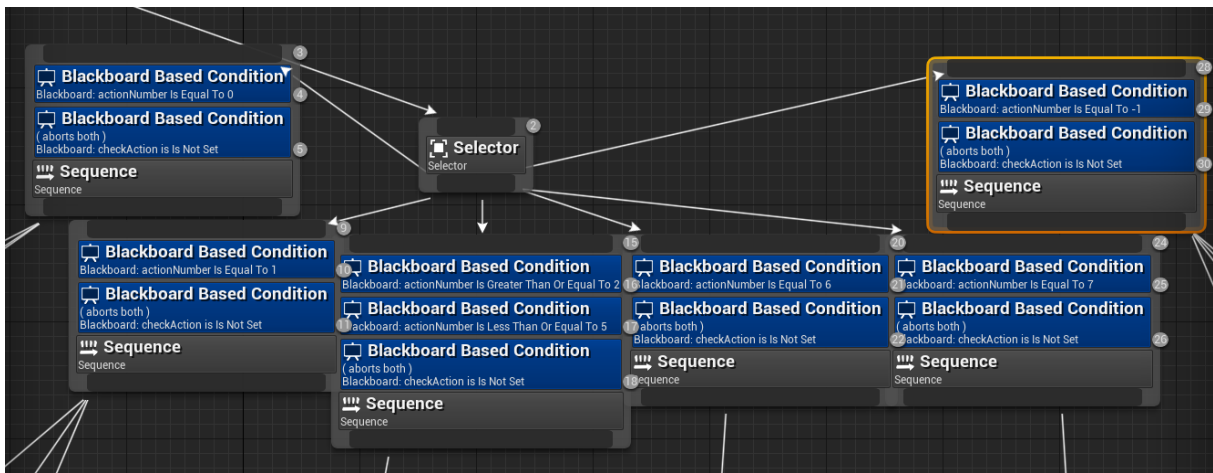 3
Blackboard Based Condition
Blackboard: actionNumber Is Equal To 0
4
Blackboard Based Condition
( aborts both )
Blackboard: checkAction is Is Not Set
5
Sequence
Sequence
2
Selector
Selector
28
Blackboard Based Condition
Blackboard: actionNumber Is Equal To -1
29
Blackboard Based Condition
( aborts both )
Blackboard: checkAction is Is Not Set
30
Sequence
Sequence
9
Blackboard Based Condition
Blackboard: actionNumber Is Equal To 1
10
Blackboard Based Condition
( aborts both )
Blackboard: checkAction is Is Not Set
11
Sequence
Sequence
15
Blackboard Based Condition
Blackboard: actionNumber Is Greater Than Or Equal To 2
16
Blackboard Based Condition
Blackboard: actionNumber Is Less Than Or Equal To 5
17
Blackboard Based Condition
( aborts both )
Blackboard: checkAction is Is Not Set
18
Sequence
Sequence
20
Blackboard Based Condition
Blackboard: actionNumber Is Equal To 6
21
Blackboard Based Condition
( aborts both )
Blackboard: checkAction is Is Not Set
22
Sequence
Sequence
24
Blackboard Based Condition
Blackboard: actionNumber Is Equal To 7
25
Blackboard Based Condition
( aborts both )
Blackboard: checkAction is Is Not Set
26
Sequence
Sequence